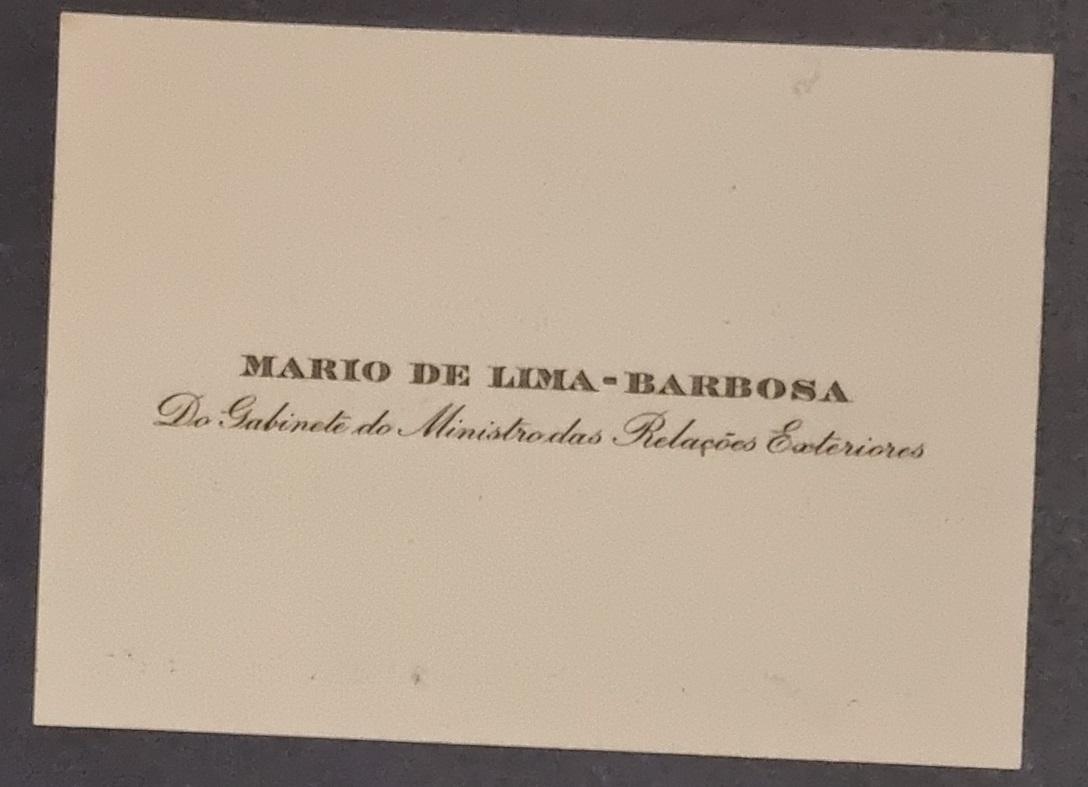 MARIO DE LIMA-BARBOSA
Do Gabinete do Ministro das Relações Exteriores